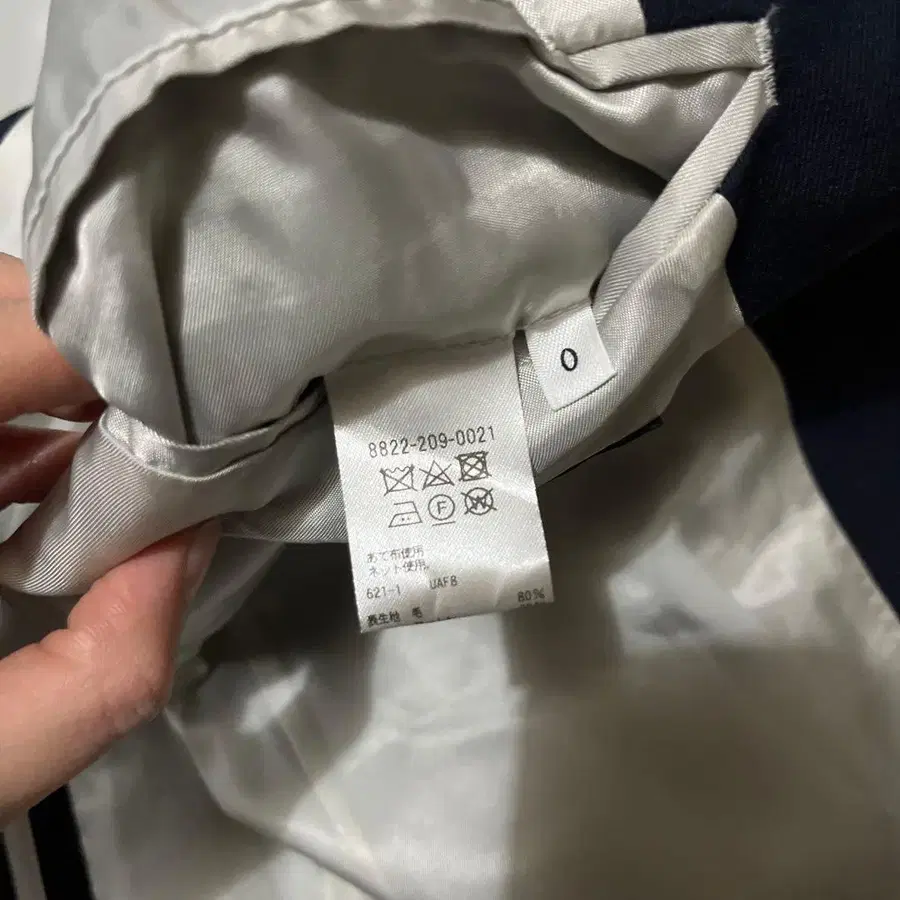 0
8822-209-0021
F
W
あて布使用
ネット使用。
621-1 UAF8
表生地 毛 80%